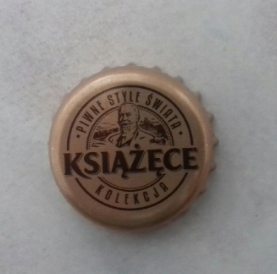 • PIWNE STYLE ŚWIATA •
KSIĄŻĘCE
KOLEKCJA